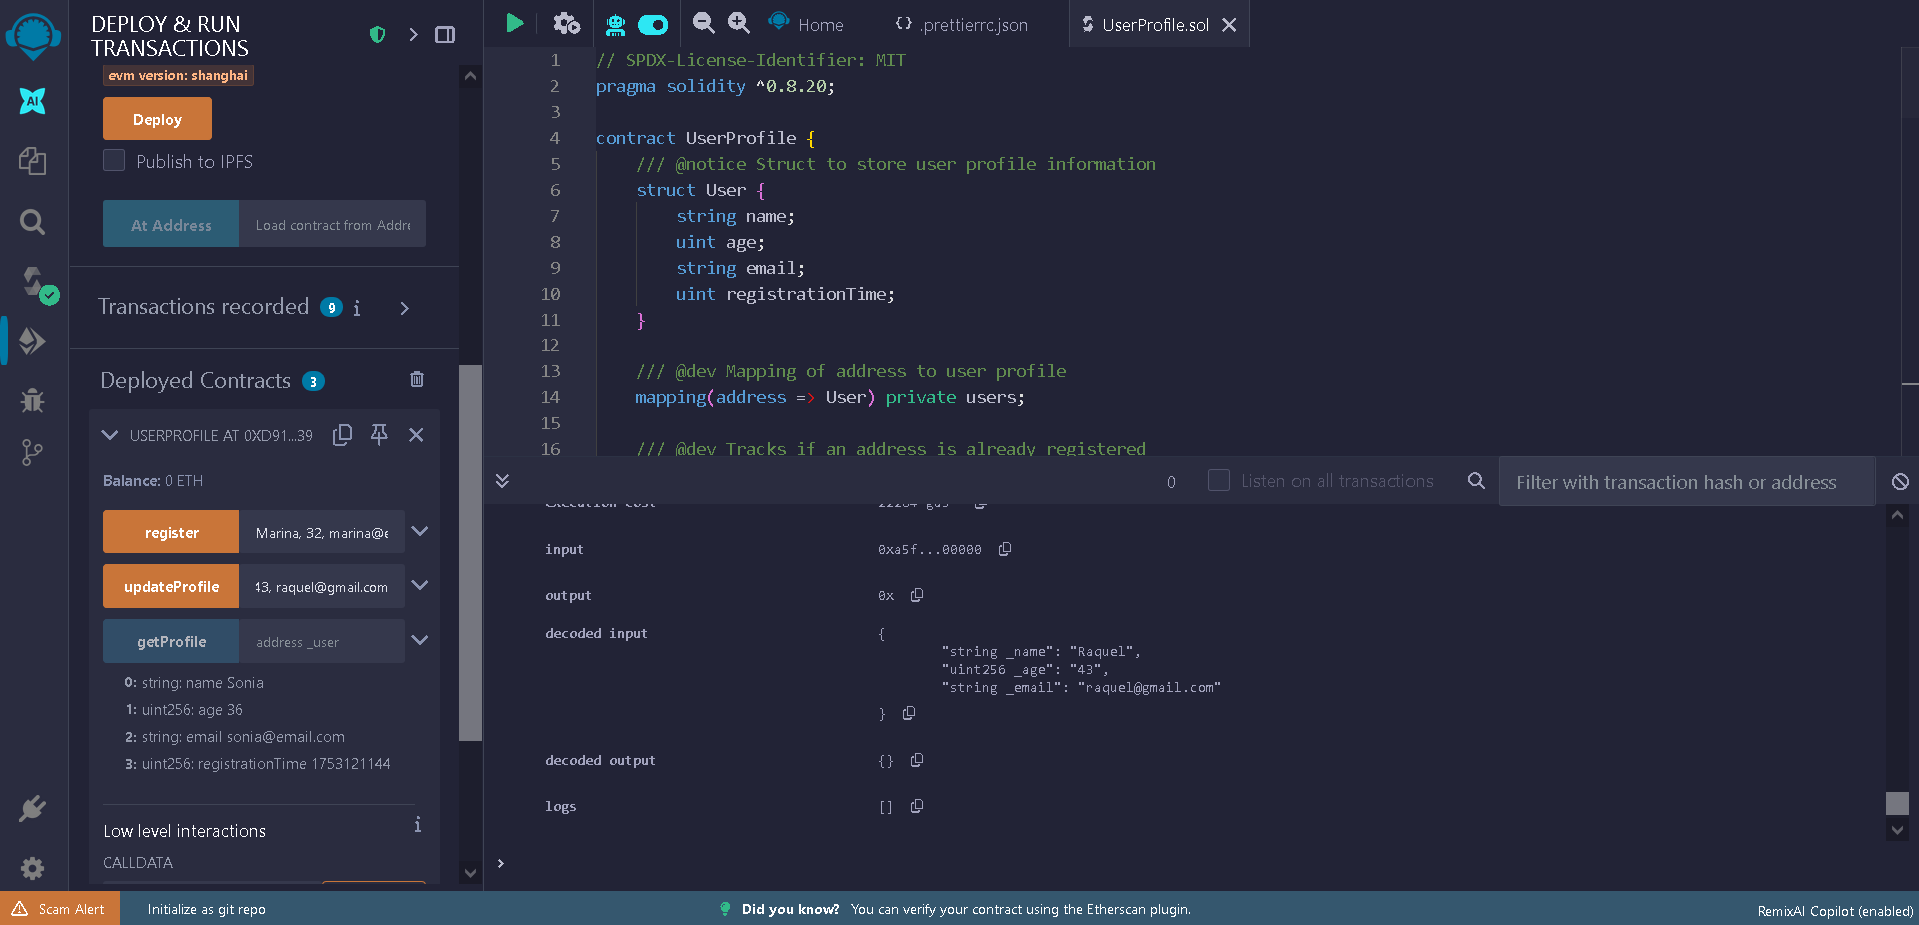 DEPLOY & RUN
TRANSACTIONS
evm version: shanghai
Deploy
Publish to IPFS
At Address
Load contract from Addre
Transactions recorded 9 i
Deployed Contracts 3
USERPROFILE AT 0XD91...39
Balance: 0 ETH
register
Marina, 32, marina@e
updateProfile
43, raquel@gmail.com
getProfile
address _user
0: string: name Sonia
1: uint256: age 36
2: string: email sonia@email.com
3: uint256: registrationTime 1753121144
Low level interactions
i
CALLDATA
AI
Home
{} .prettierrc.json
UserProfile.sol
1 // SPDX-License-Identifier: MIT
2 pragma solidity ^0.8.20;
3
4 contract UserProfile {
5 /// @notice Struct to store user profile information
6 struct User {
7 string name;
8 uint age;
9 string email;
10 uint registrationTime;
11 }
12
13 /// @dev Mapping of address to user profile
14 mapping(address => User) private users;
15
16 /// @dev Tracks if an address is already registered
0
Listen on all transactions
Filter with transaction hash or address
execution cost
gas
input 0xa5f...00000
output 0x
decoded input {
"string _name": "Raquel",
"uint256 _age": "43",
"string _email": "raquel@gmail.com"
}
decoded output {}
logs []
>
Scam Alert
Initialize as git repo
Did you know? You can verify your contract using the Etherscan plugin.
RemixAI Copilot (enabled)